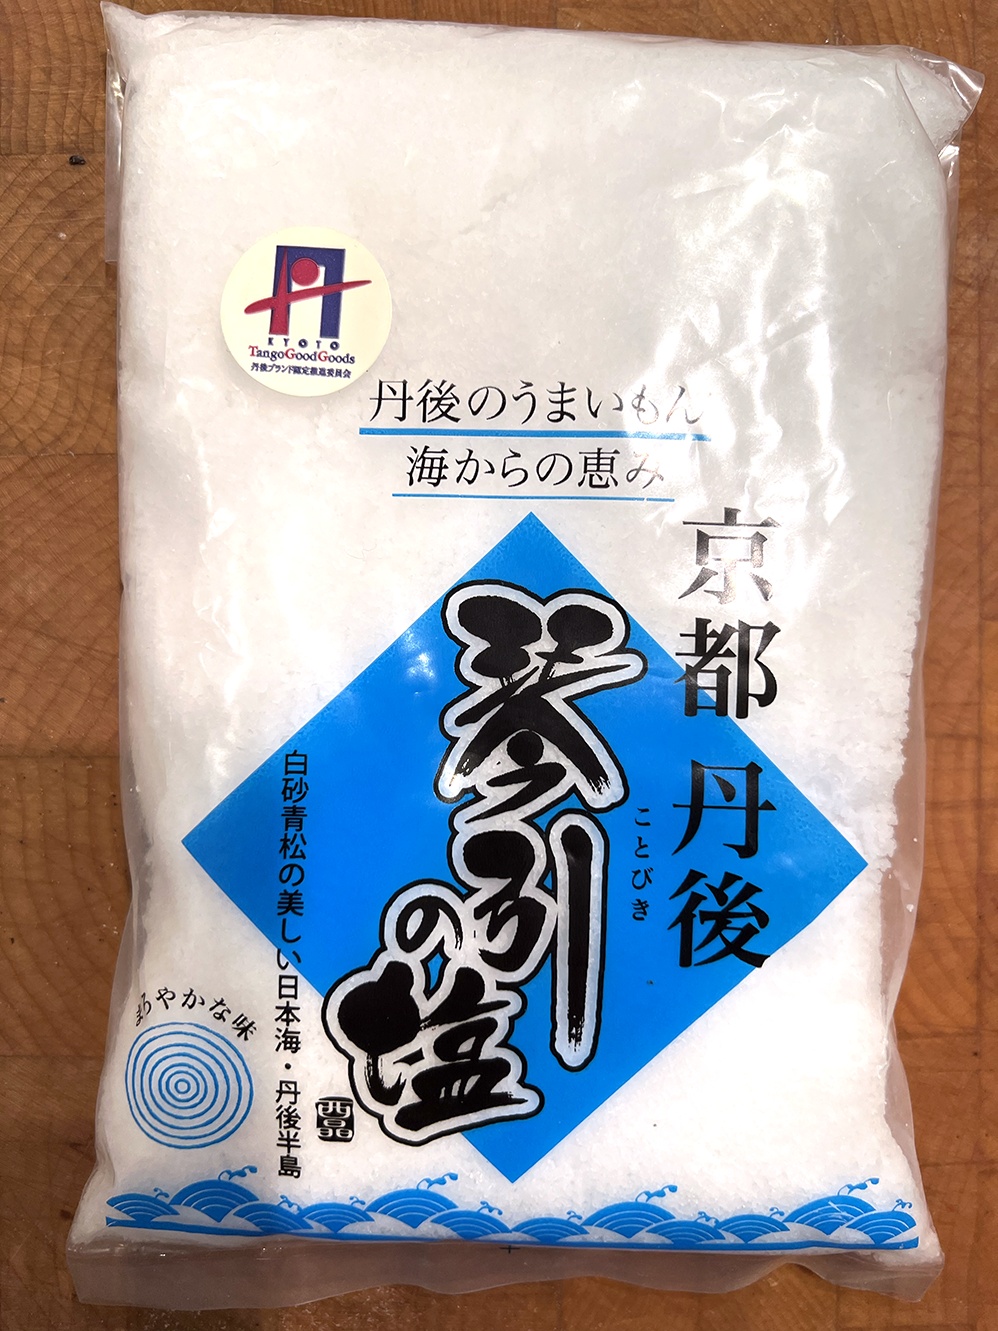 KYOTO
TangoGoodGoods
丹後ブランド認定推進委員会
丹後のうまいもん
海からの恵み
京都 丹後
ことびき
琴引の塩
白砂青松の美しい日本海・丹後半島
まろやかな味